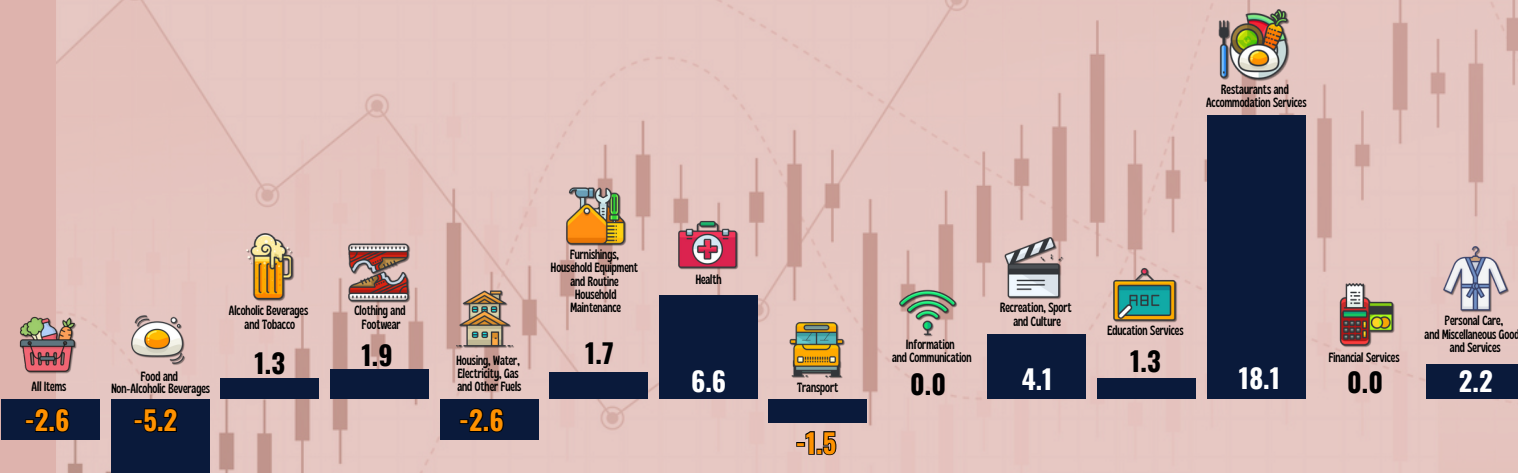 All Items
-2.6
Food and
Non-Alcoholic Beverages
-5.2
Alcoholic Beverages
and Tobacco
1.3
Clothing and
Footwear
1.9
Housing, Water,
Electricity, Gas
and Other Fuels
-2.6
Furnishings,
Household Equipment
and Routine
Household
Maintenance
1.7
Health
6.6
Transport
-1.5
Information
and Communication
0.0
Recreation, Sport
and Culture
4.1
ABC
Education Services
1.3
Restaurants and
Accommodation Services
18.1
Financial Services
0.0
Personal Care,
and Miscellaneous Good
and Services
2.2